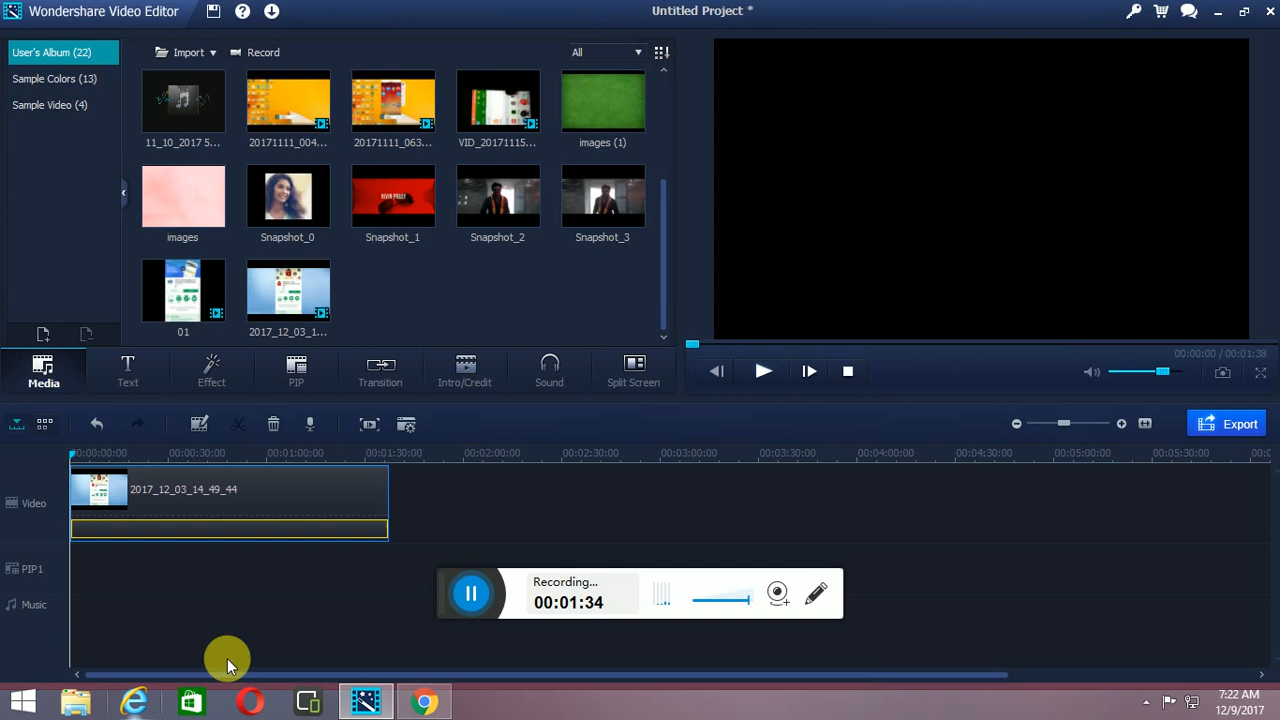 Wondershare Video Editor
Untitled Project *
User's Album (22)
Sample Colors (13)
Sample Video (4)
Import
Record
All
11_10_2017 5...
20171111_004...
20171111_063...
VID_20171115...
images (1)
images
Snapshot_0
Snapshot_1
Snapshot_2
Snapshot_3
NIVIN PAULY
01
2017_12_03_1...
Media
Text
Effect
PIP
Transition
Intro/Credit
Sound
Split Screen
00:00:00 / 00:01:38
Export
00:00:00:00
00:00:30:00
00:01:00:00
00:01:30:00
00:02:00:00
00:02:30:00
00:03:00:00
00:03:30:00
00:04:00:00
00:04:30:00
00:05:00:00
00:05:30:00
Video
2017_12_03_14_49_44
PIP1
Music
Recording...
00:01:34
7:22 AM
12/9/2017